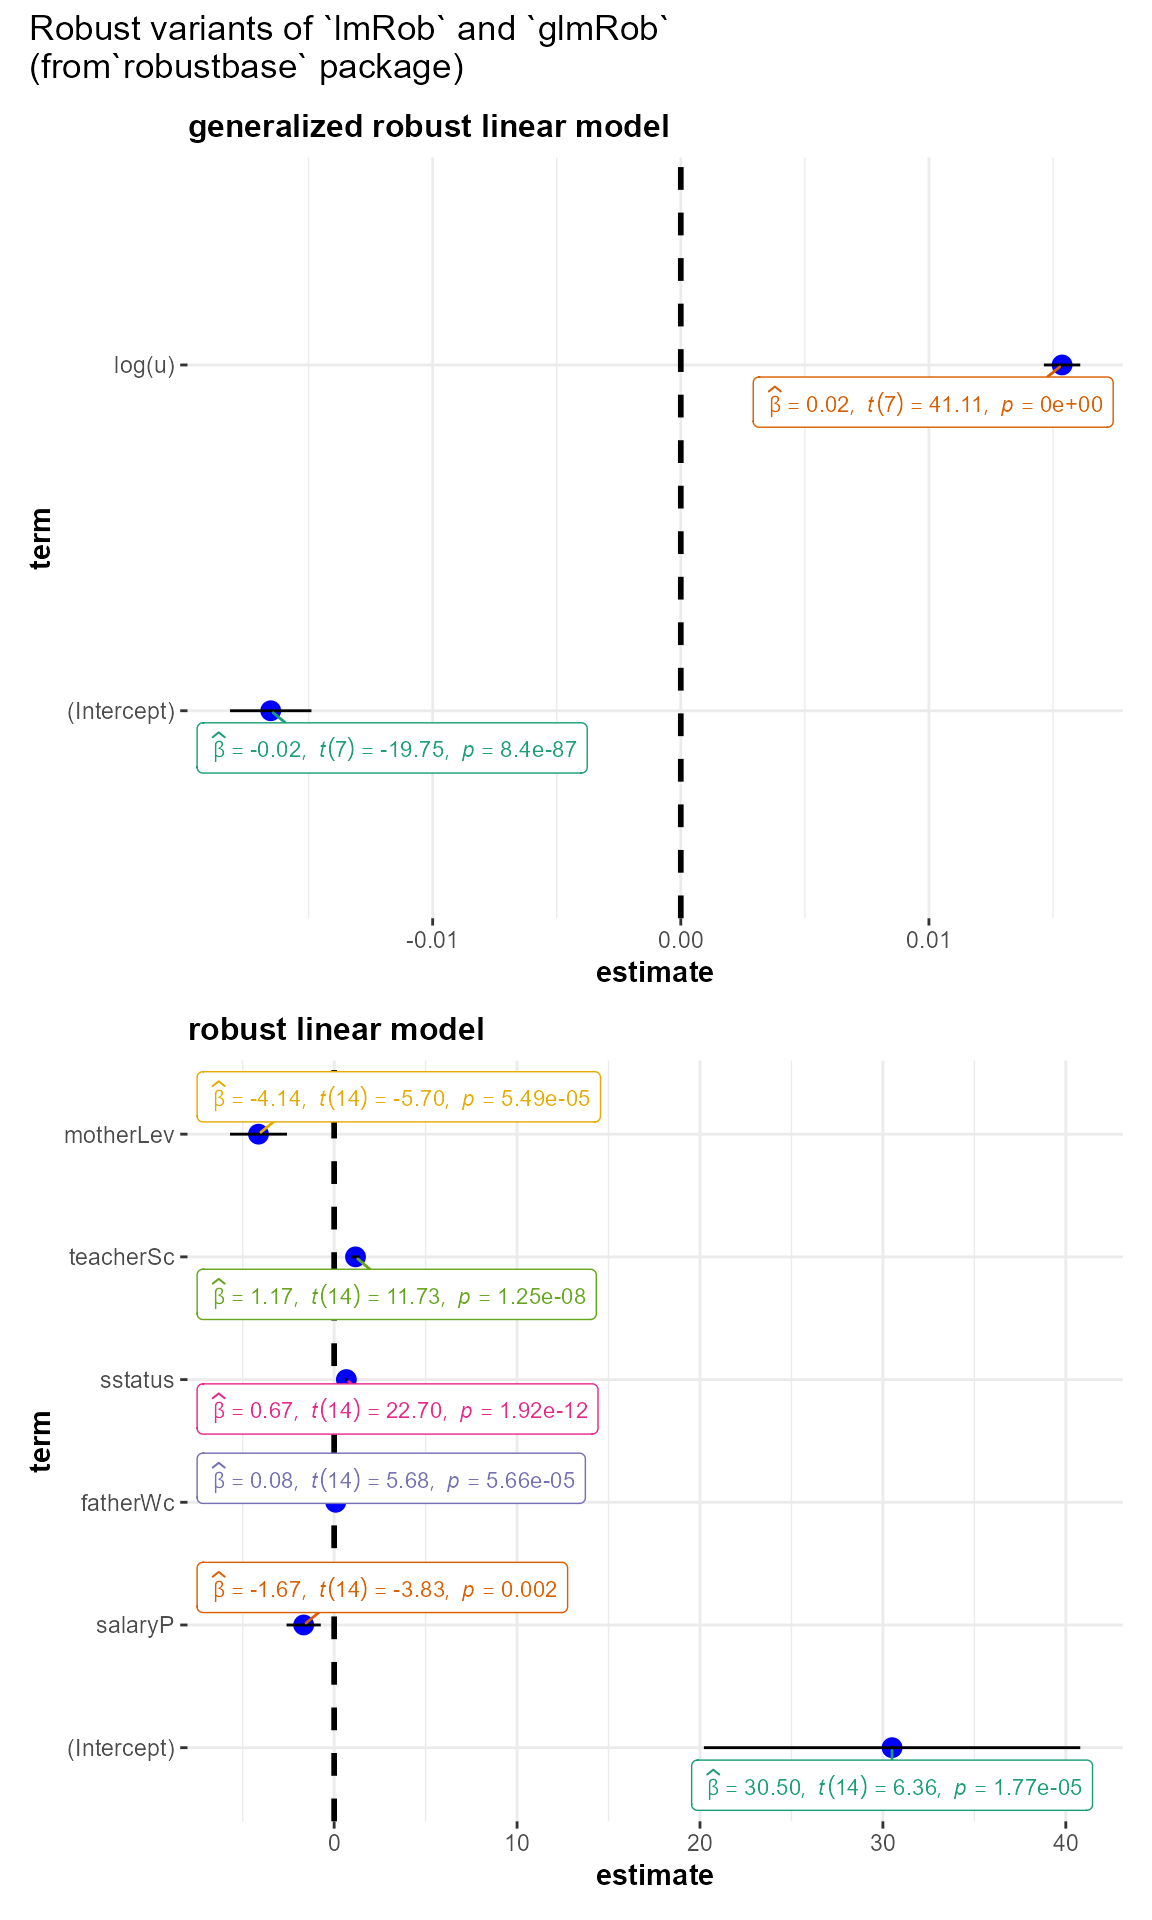 Robust variants of `lmRob` and `glmRob`
(from`robustbase` package)
generalized robust linear model
term
log(u)
β̂ = 0.02, t(7) = 41.11, p = 0e+00
(Intercept)
β̂ = -0.02, t(7) = -19.75, p = 8.4e-87
-0.01 0.00 0.01
estimate
robust linear model
term
β̂ = -4.14, t(14) = -5.70, p = 5.49e-05
motherLev
teacherSc
β̂ = 1.17, t(14) = 11.73, p = 1.25e-08
sstatus
β̂ = 0.67, t(14) = 22.70, p = 1.92e-12
β̂ = 0.08, t(14) = 5.68, p = 5.66e-05
fatherWc
β̂ = -1.67, t(14) = -3.83, p = 0.002
salaryP
(Intercept)
β̂ = 30.50, t(14) = 6.36, p = 1.77e-05
0 10 20 30 40
estimate